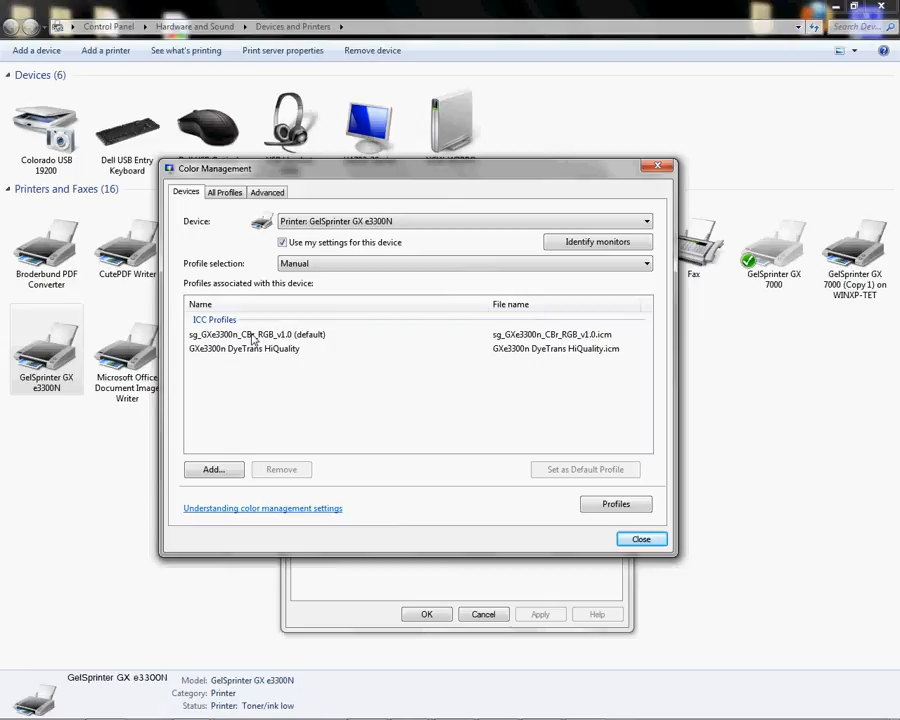 Control Panel
Hardware and Sound
Devices and Printers
Search Dev...
Add a device
Add a printer
See what's printing
Print server properties
Remove device
Devices (6)
Colorado USB
19200
Dell USB Entry
Keyboard
Printers and Faxes (16)
Broderbund PDF
Converter
CutePDF Writer
Fax
GelSprinter GX
7000
GelSprinter GX
7000 (Copy 1) on
WINXP-TET
GelSprinter GX
e3300N
Microsoft Office
Document Image
Writer
Color Management
Devices
All Profiles
Advanced
Device:
Printer: GelSprinter GX e3300N
Use my settings for this device
Identify monitors
Profile selection:
Manual
Profiles associated with this device:
Name
File name
ICC Profiles
sg_GXe3300n_CBr_RGB_v1.0 (default)
sg_GXe3300n_CBr_RGB_v1.0.icm
GXe3300n DyeTrans HiQuality
GXe3300n DyeTrans HiQuality.icm
Add...
Remove
Set as Default Profile
Understanding color management settings
Profiles
Close
OK
Cancel
Apply
Help
GelSprinter GX e3300N
Model: GelSprinter GX e3300N
Category: Printer
Status: Printer: Toner/ink low